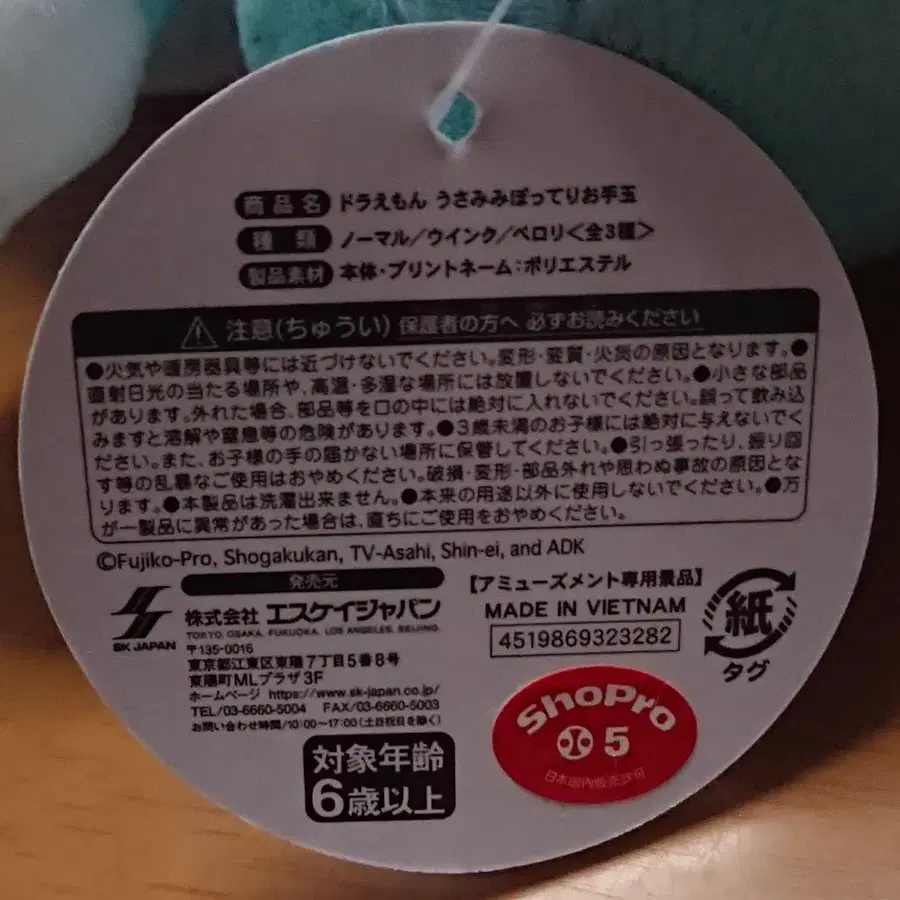 商品名 ドラえもん うさみみぽってりお手玉
種類 ノーマル/ウインク/ペロリ<全3種>
製品素材 本体・プリントネーム:ポリエステル
注意(ちゅうい) 保護者の方へ 必ずお読みください
●火気や暖房器具等には近づけないでください。変形・変質・火災の原因となります。●
直射日光の当たる場所や、高温・多湿な場所には放置しないでください。●小さな部品
があります。外れた場合、部品等を口の中には絶対に入れないでください。誤って飲み込
みますと溶解や窒息等の危険があります。●3歳未満のお子様には絶対に与えないでく
ださい。また、お子様の手の届かない場所に保管してください。●引っ張ったり、振り回
す等の乱暴なご使用はおやめください。破損・変形・部品外れや思わぬ事故の原因とな
ります。●本製品は洗濯出来ません。●本来の用途以外に使用しないでください。●万
が一製品に異常があった場合は、直ちにご使用をおやめください。
©Fujiko-Pro, Shogakukan, TV-Asahi, Shin-ei, and ADK
発売元
SK JAPAN
株式会社 エスケイジャパン
TOKYO. OSAKA. FUKUOKA. LOS ANGELES. BEIJING.
〒135-0016
東京都江東区東陽7丁目5番8号
東陽町MLプラザ3F
ホームページ https://www.sk-japan.co.jp/
TEL/03-6660-5004 FAX/03-6660-5003
お問い合わせ時間/10:00~17:00(土日祝日を除く)
対象年齢
6歳以上
【アミューズメント専用景品】
MADE IN VIETNAM
4519869323282
紙
タグ
ShoPro
5
日本国内販売許可